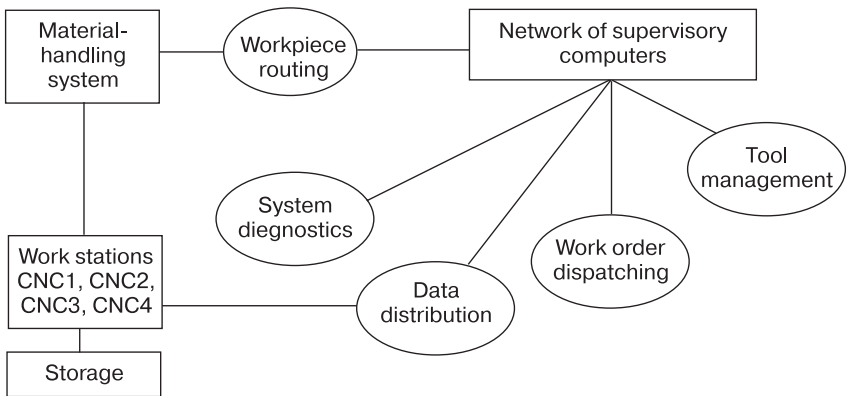 Material-
handling
system
Workpiece
routing
Network of supervisory
computers
Tool
management
System
diegnostics
Work order
dispatching
Work stations
CNC1, CNC2,
CNC3, CNC4
Data
distribution
Storage